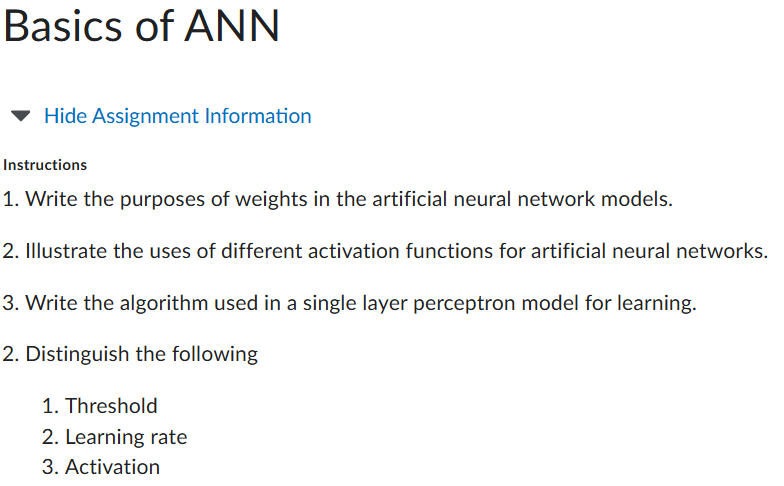 Basics of ANN
Hide Assignment Information
Instructions
1. Write the purposes of weights in the artificial neural network models.
2. Illustrate the uses of different activation functions for artificial neural networks.
3. Write the algorithm used in a single layer perceptron model for learning.
2. Distinguish the following
1. Threshold
2. Learning rate
3. Activation